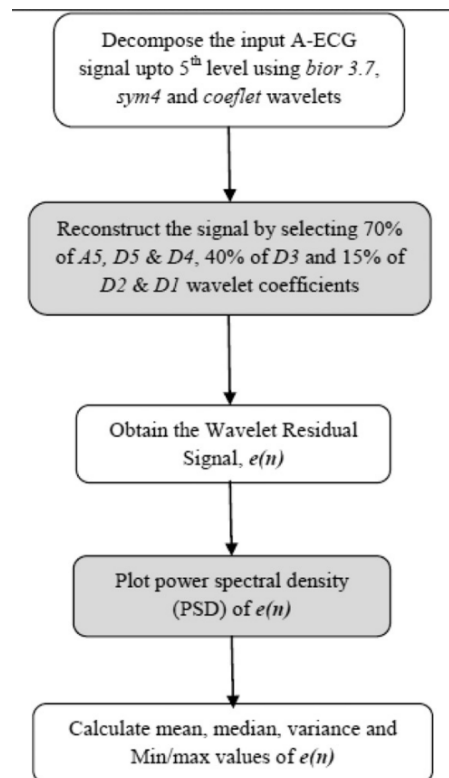 Decompose the input A-ECG
signal upto 5th level using bior 3.7,
sym4 and coeflet wavelets
Reconstruct the signal by selecting 70%
of A5, D5 & D4, 40% of D3 and 15% of
D2 & D1 wavelet coefficients
Obtain the Wavelet Residual
Signal, e(n)
Plot power spectral density
(PSD) of e(n)
Calculate mean, median, variance and
Min/max values of e(n)